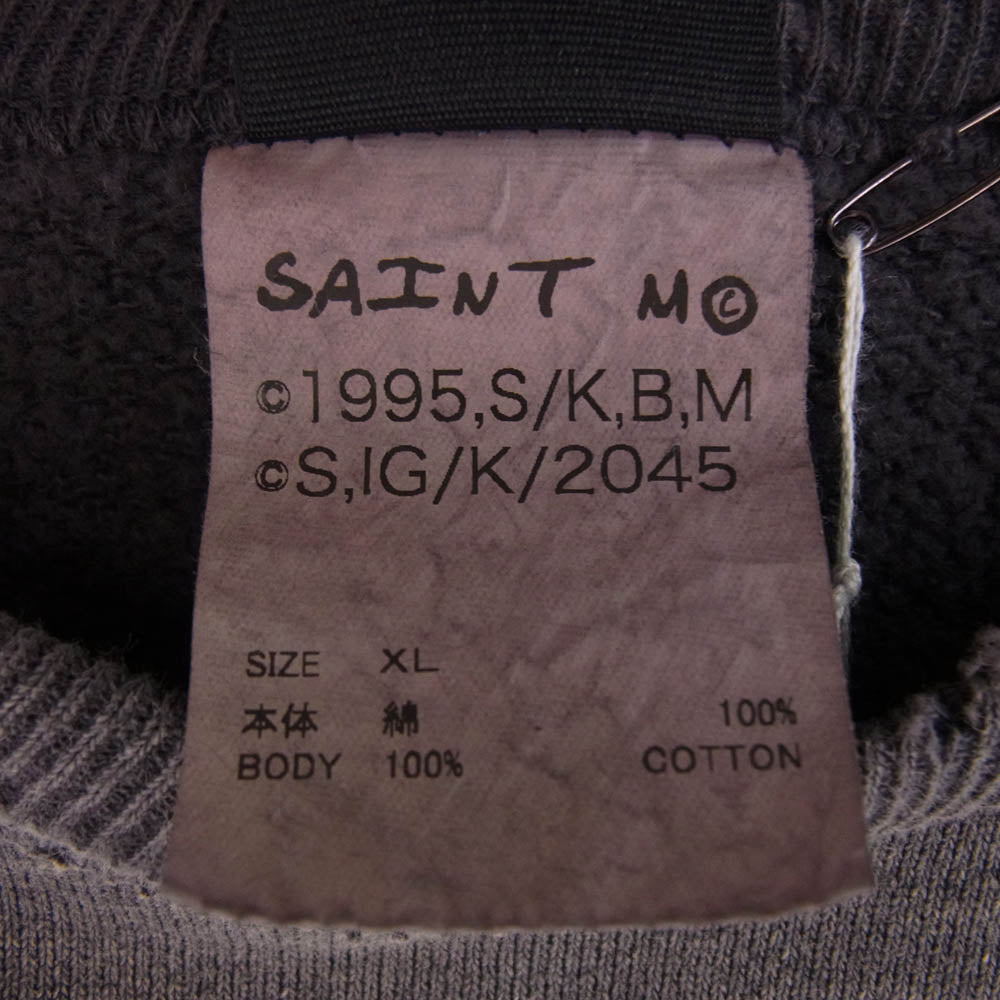 SAINT M©
©1995,S/K,B,M
©S,IG/K/2045
SIZE XL
本体 綿 100%
BODY 100% COTTON